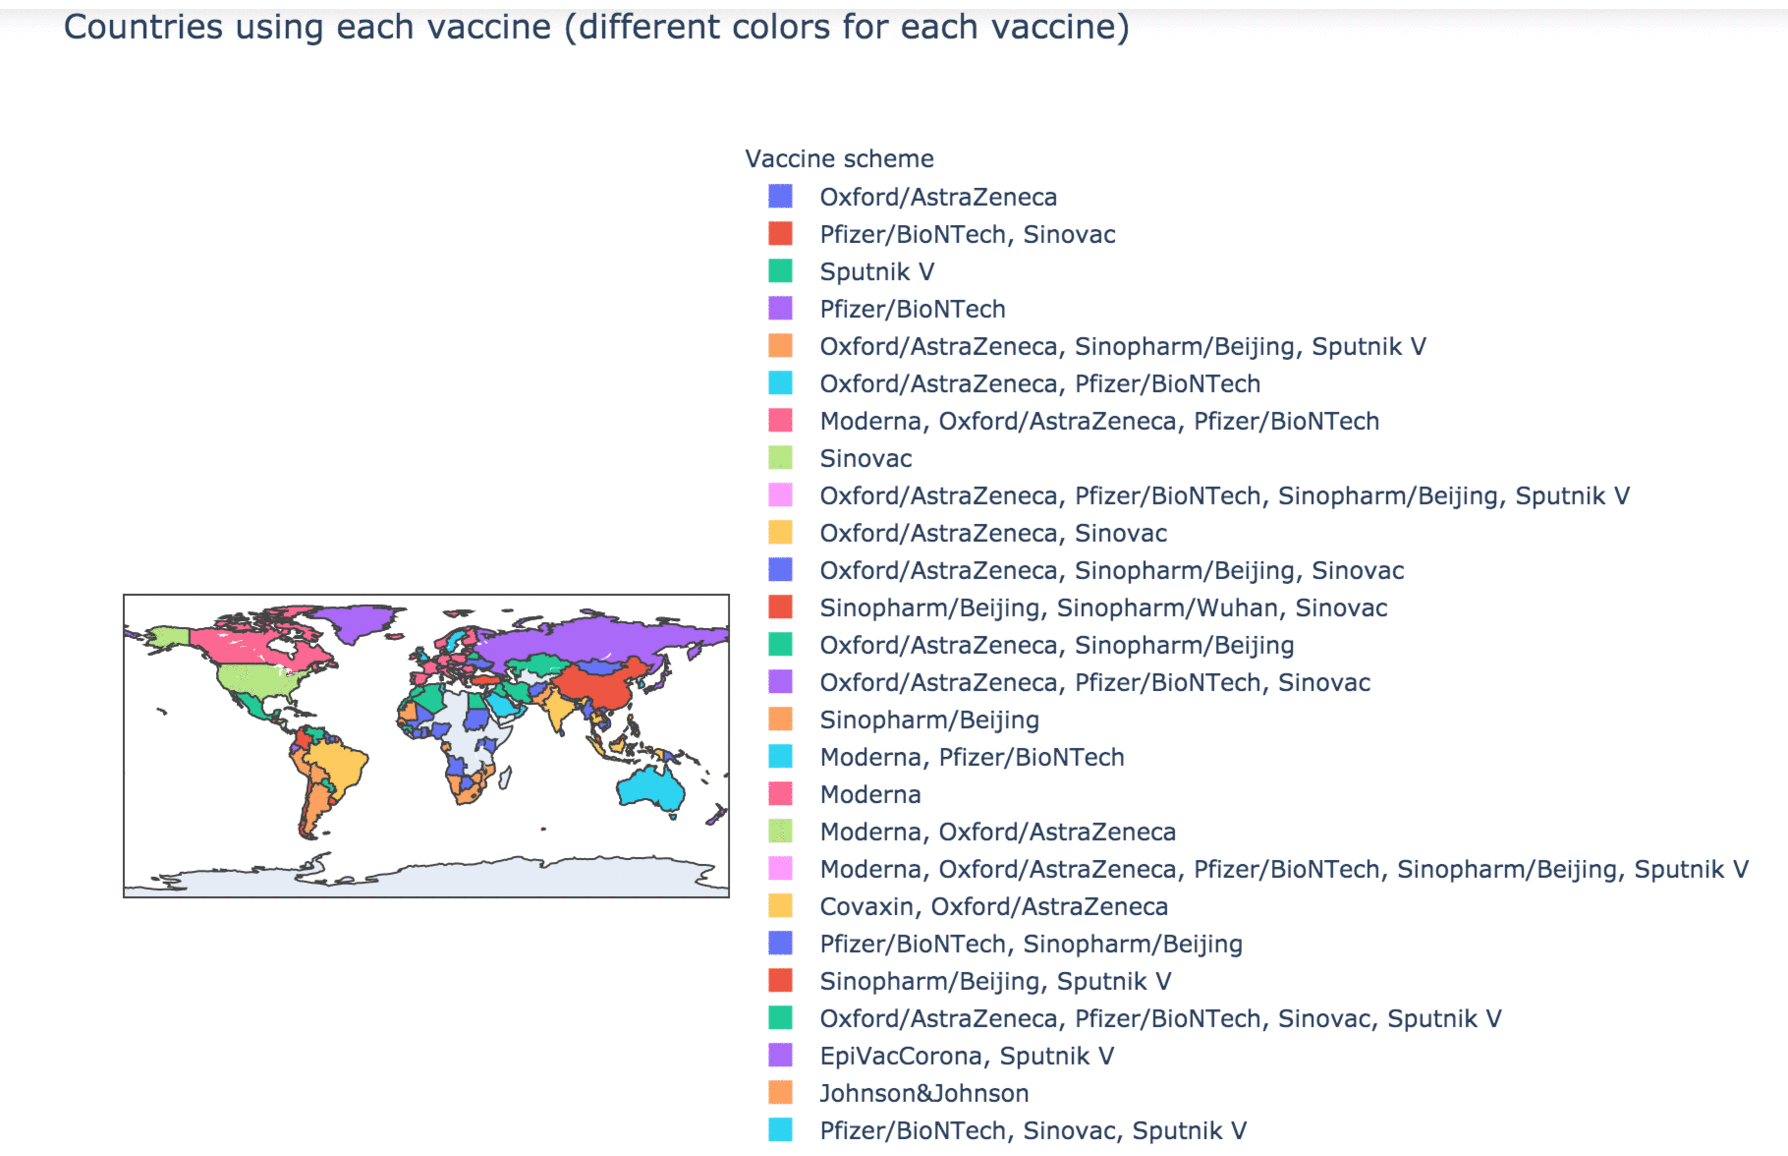 Countries using each vaccine (different colors for each vaccine)
Vaccine scheme
Oxford/AstraZeneca
Pfizer/BioNTech, Sinovac
Sputnik V
Pfizer/BioNTech
Oxford/AstraZeneca, Sinopharm/Beijing, Sputnik V
Oxford/AstraZeneca, Pfizer/BioNTech
Moderna, Oxford/AstraZeneca, Pfizer/BioNTech
Sinovac
Oxford/AstraZeneca, Pfizer/BioNTech, Sinopharm/Beijing, Sputnik V
Oxford/AstraZeneca, Sinovac
Oxford/AstraZeneca, Sinopharm/Beijing, Sinovac
Sinopharm/Beijing, Sinopharm/Wuhan, Sinovac
Oxford/AstraZeneca, Sinopharm/Beijing
Oxford/AstraZeneca, Pfizer/BioNTech, Sinovac
Sinopharm/Beijing
Moderna, Pfizer/BioNTech
Moderna
Moderna, Oxford/AstraZeneca
Moderna, Oxford/AstraZeneca, Pfizer/BioNTech, Sinopharm/Beijing, Sputnik V
Covaxin, Oxford/AstraZeneca
Pfizer/BioNTech, Sinopharm/Beijing
Sinopharm/Beijing, Sputnik V
Oxford/AstraZeneca, Pfizer/BioNTech, Sinovac, Sputnik V
EpiVacCorona, Sputnik V
Johnson&Johnson
Pfizer/BioNTech, Sinovac, Sputnik V